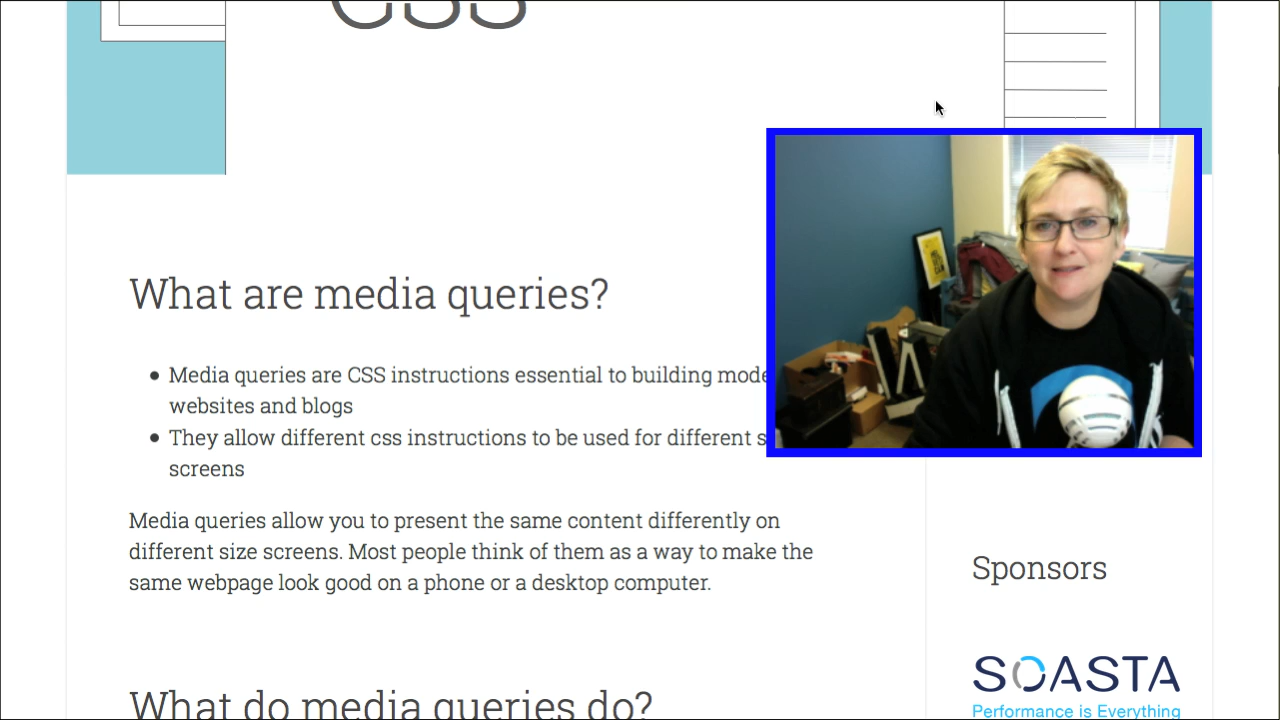 CSS
What are media queries?
Media queries are CSS instructions essential to building mode
websites and blogs
They allow different css instructions to be used for different s
screens
Media queries allow you to present the same content differently on
different size screens. Most people think of them as a way to make the
same webpage look good on a phone or a desktop computer.
Sponsors
SOASTA
Performance is Everything
What do media queries do?